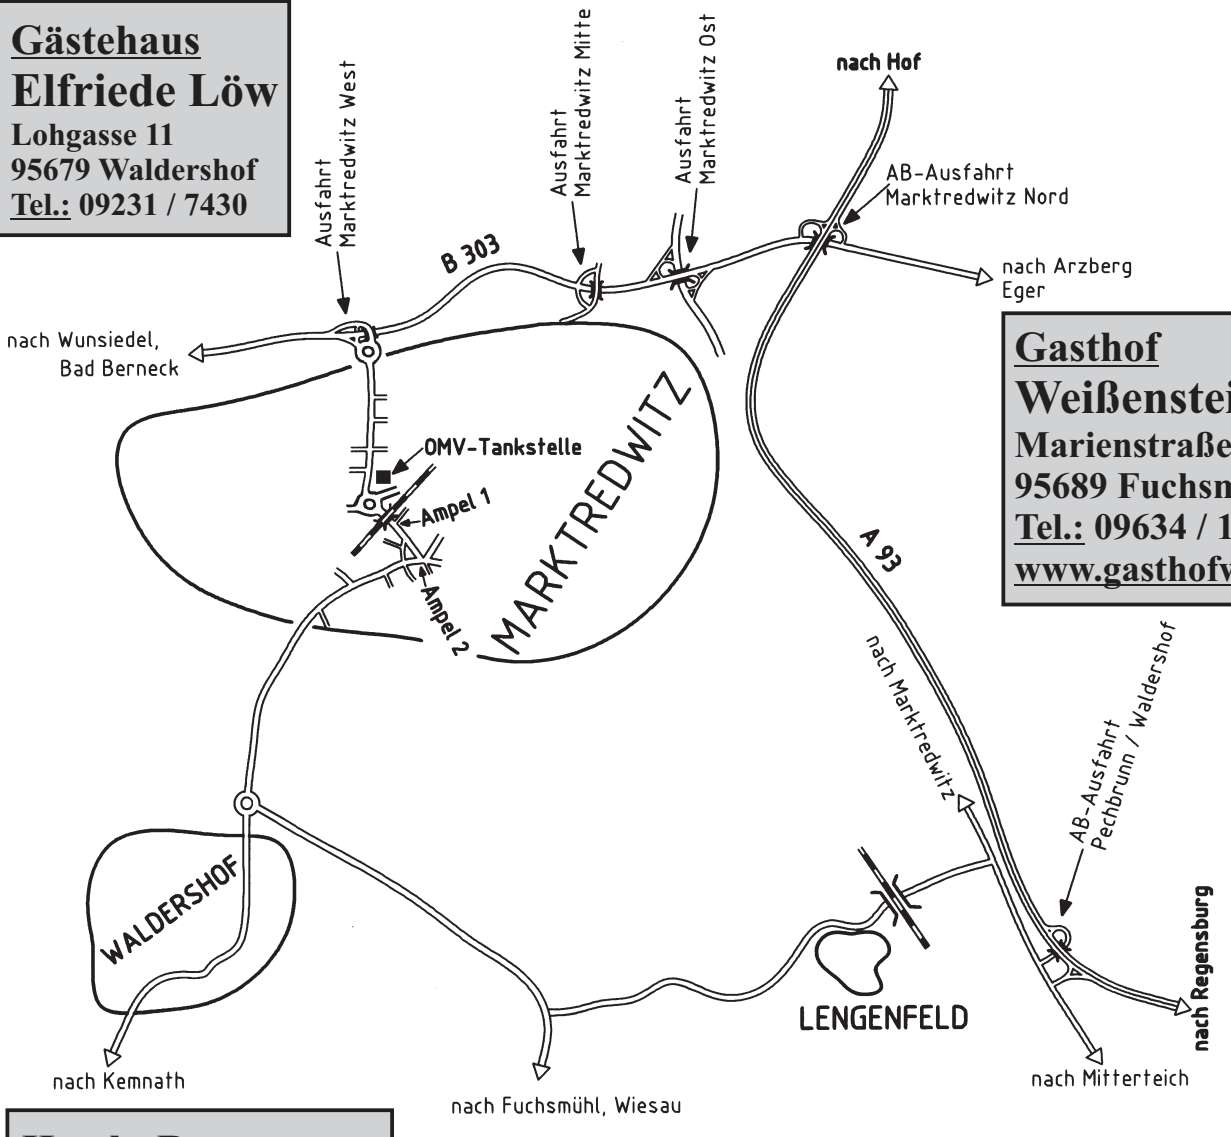 Gästehaus
Elfriede Löw
Lohgasse 11
95679 Waldershof
Tel.: 09231 / 7430
Ausfahrt
Marktredwitz West
Ausfahrt
Marktredwitz Mitte
Ausfahrt
Marktredwitz Ost
nach Hof
AB-Ausfahrt
Marktredwitz Nord
B 303
nach Arzberg
Eger
nach Wunsiedel,
Bad Berneck
Gasthof
Marienstraße
95689
Tel.: 09634 / 1
OMV-Tankstelle
Ampel 1
Ampel 2
MARKTREDWITZ
A 93
nach Marktredwitz
AB-Ausfahrt
Pechbrunn / Waldershof
WALDERSHOF
LENGENFELD
nach Regensburg
nach Kemnath
nach Fuchsmühl, Wiesau
nach Mitterteich